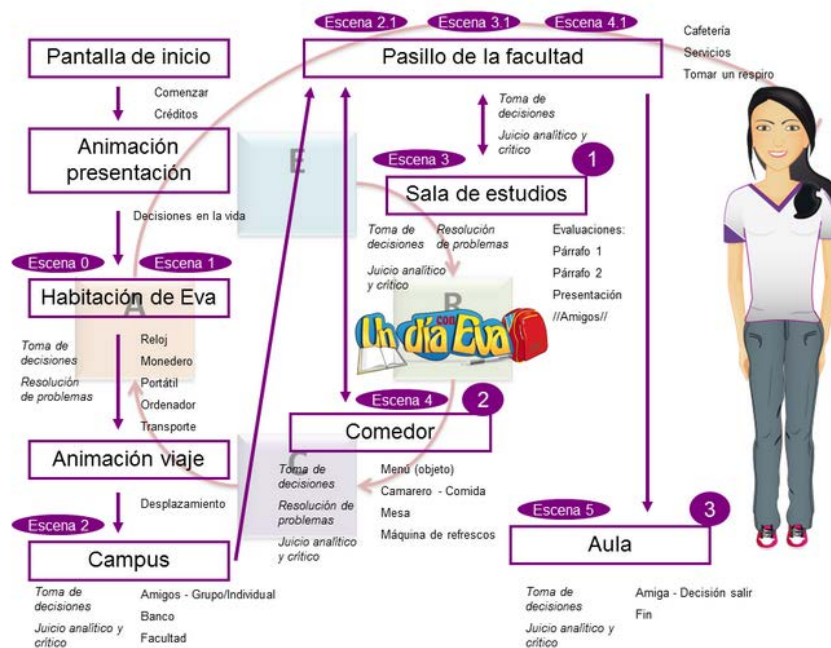 Escena 2.1
Escena 3.1
Escena 4.1
Pantalla de inicio
Pasillo de la facultad
Cafetería
Servicios
Tomar un respiro
Comenzar
Créditos
Animación
presentación
Toma de
decisiones
Juicio analítico y
crítico
E
Escena 3
1
Sala de estudios
Decisiones en la vida
Toma de
decisiones
Resolución
de problemas
Juicio analítico
y crítico
Evaluaciones:
Párrafo 1
Párrafo 2
Presentación
//Amigos//
Escena 0
Escena 1
Habitación de Eva
A
R
Toma de
decisiones
Resolución
de problemas
Reloj
Monedero
Portátil
Ordenador
Transporte
Un día con Eva
Escena 4
2
Comedor
C
Toma de
decisiones
Resolución
de problemas
Juicio analítico
y crítico
Menú (objeto)
Camarero - Comida
Mesa
Máquina de refrescos
Animación viaje
Desplazamiento
Escena 2
Campus
Toma de
decisiones
Juicio analítico y
crítico
Amigos - Grupo/Individual
Banco
Facultad
Escena 5
3
Aula
Toma de
decisiones
Juicio analítico y
crítico
Amiga - Decisión salir
Fin